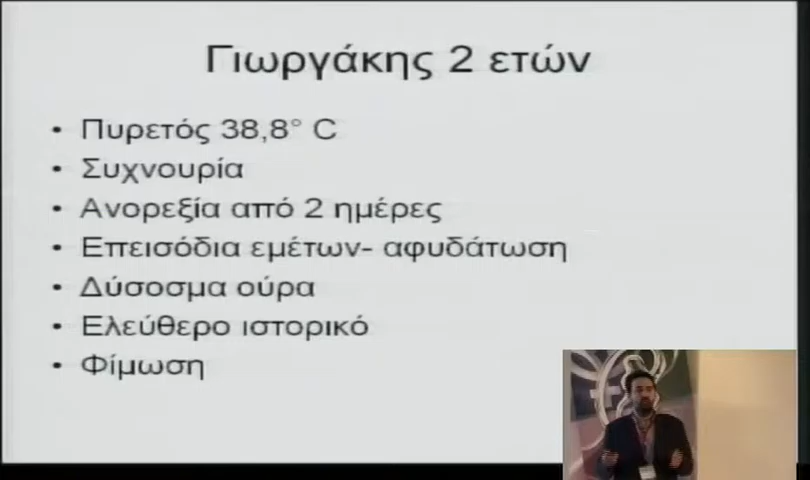 Γιωργάκης 2 ετών
• Πυρετός 38,8° C
• Συχνουρία
• Ανορεξία από 2 ημέρες
• Επεισόδια εμέτων- αφυδάτωση
• Δύσοσμα ούρα
• Ελεύθερο ιστορικό
• Φίμωση